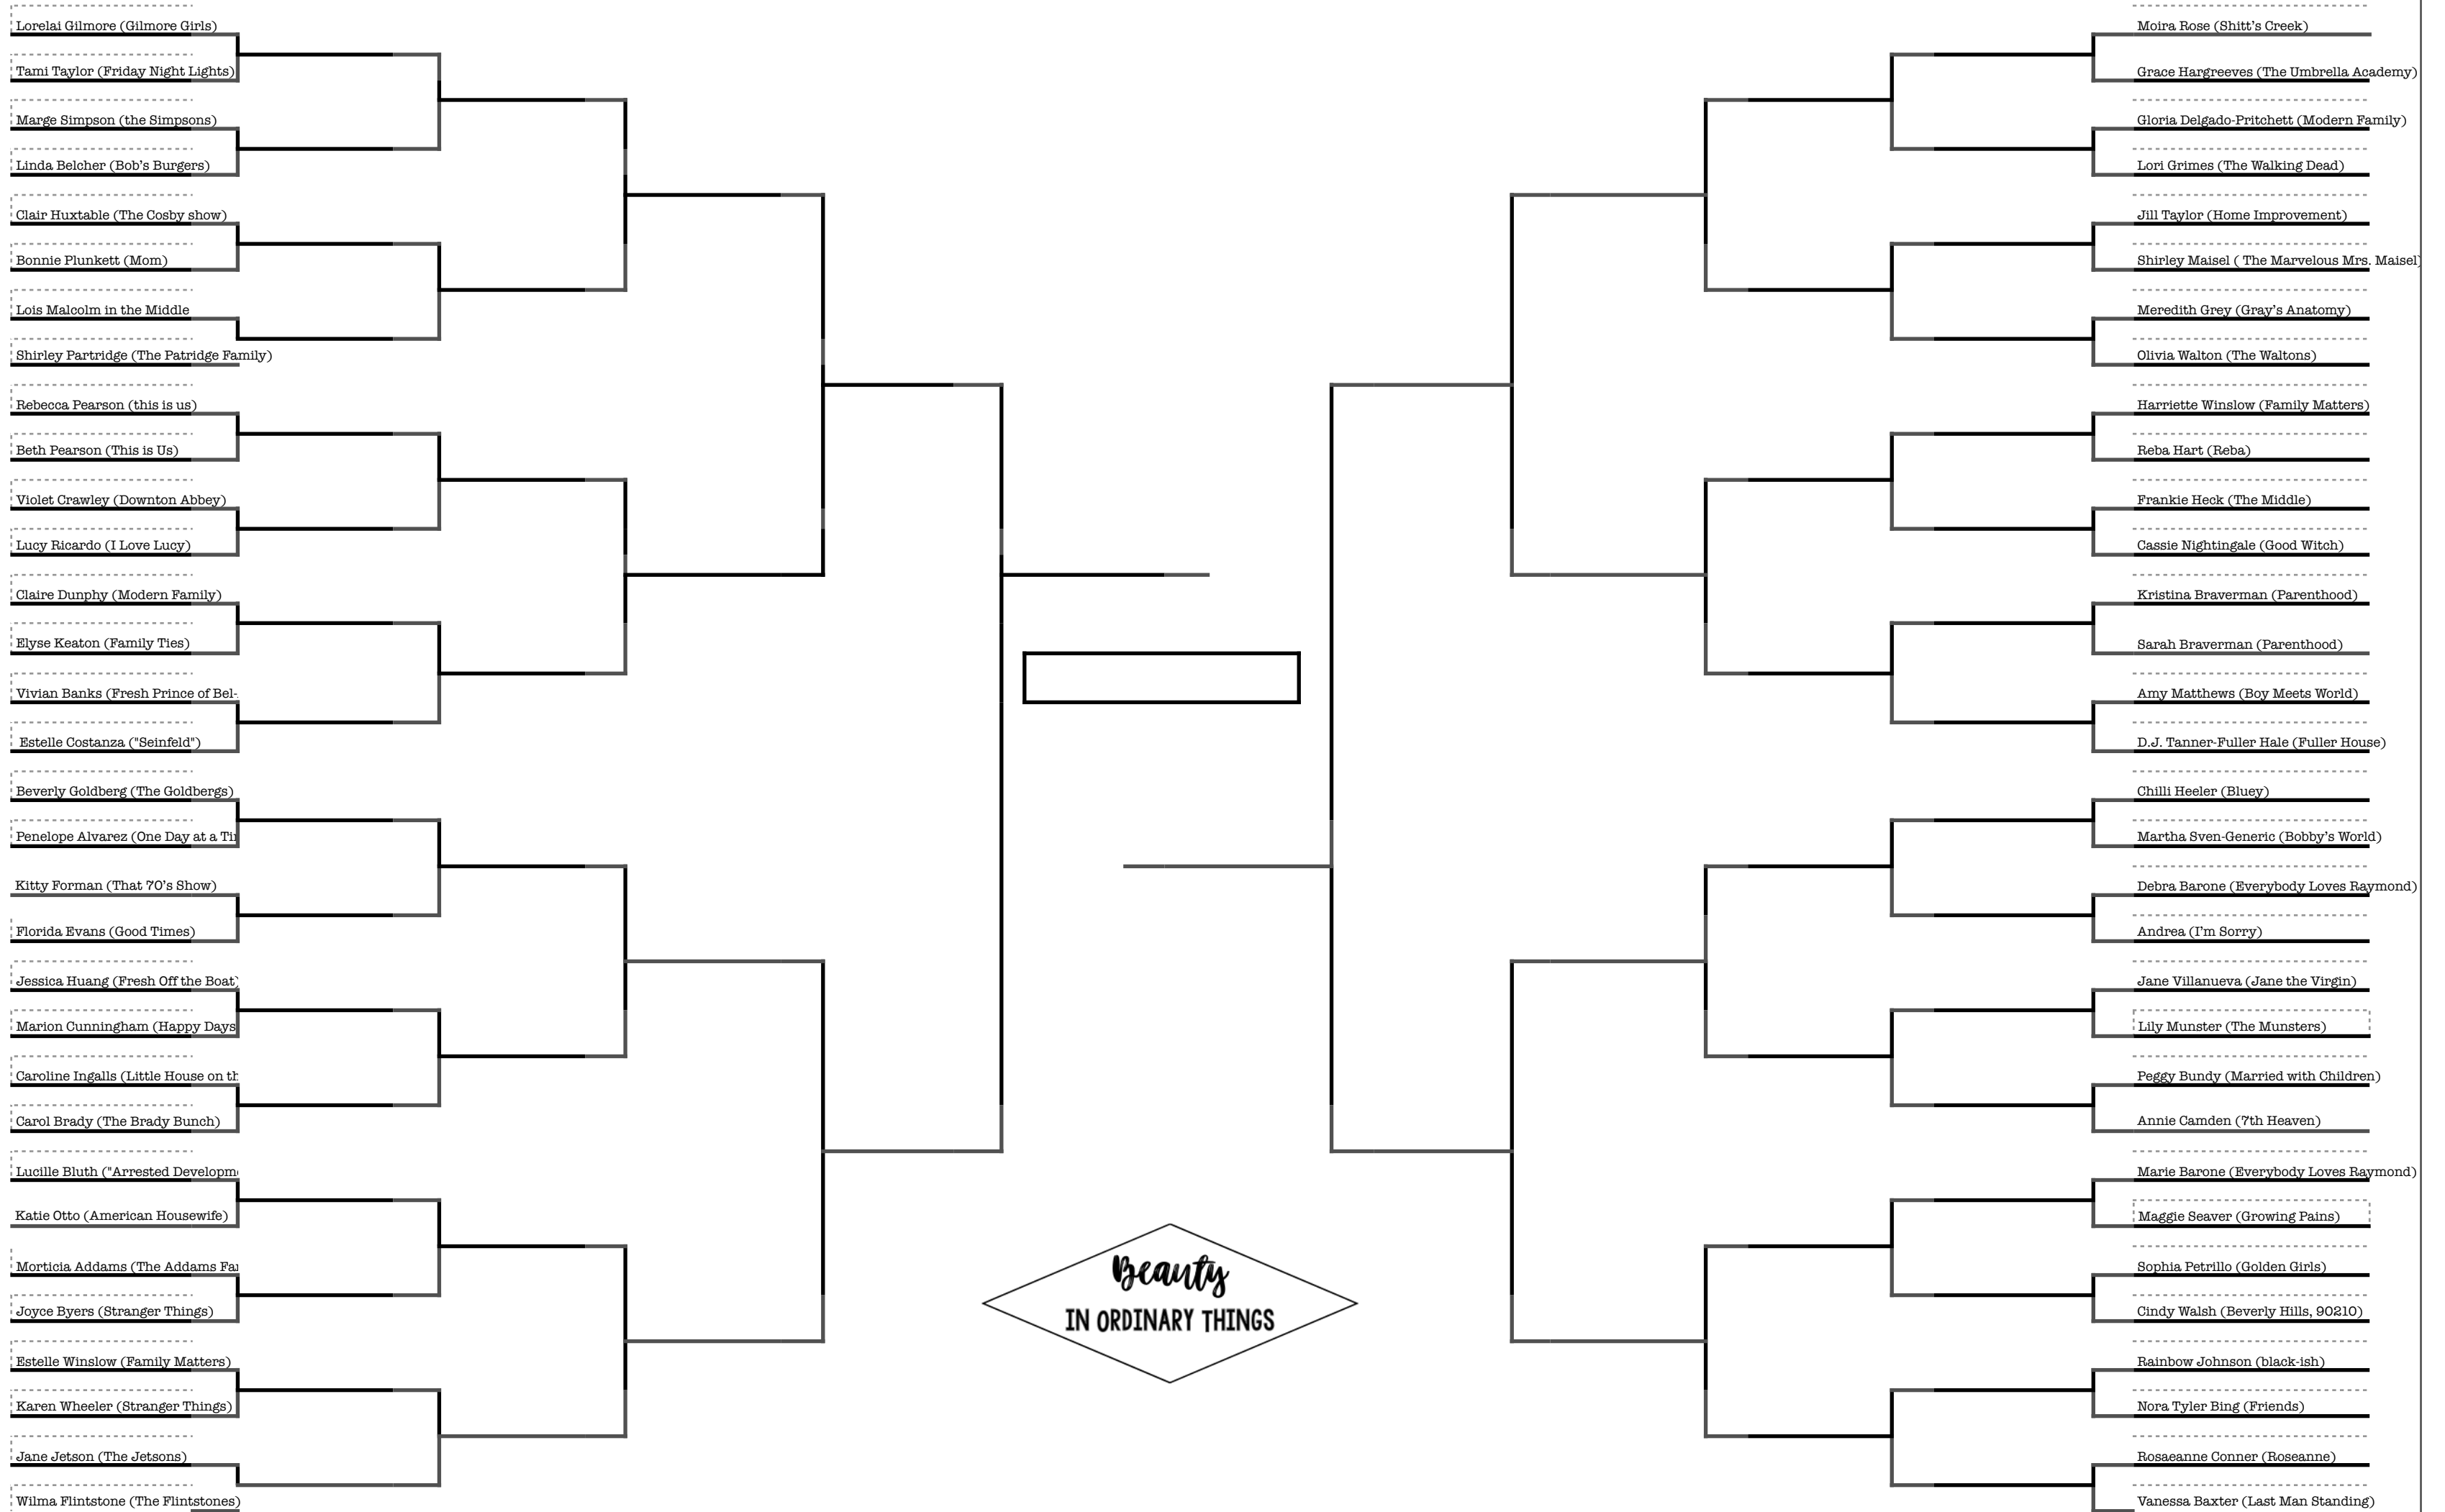 Lorelai Gilmore (Gilmore Girls)
Tami Taylor (Friday Night Lights)
Marge Simpson (the Simpsons)
Linda Belcher (Bob's Burgers)
Clair Huxtable (The Cosby show)
Bonnie Plunkett (Mom)
Lois Malcolm in the Middle
Shirley Partridge (The Patridge Family)
Rebecca Pearson (this is us)
Beth Pearson (This is Us)
Violet Crawley (Downton Abbey)
Lucy Ricardo (I Love Lucy)
Claire Dunphy (Modern Family)
Elyse Keaton (Family Ties)
Vivian Banks (Fresh Prince of Bel-
Estelle Costanza ("Seinfeld")
Beverly Goldberg (The Goldbergs)
Penelope Alvarez (One Day at a Ti
Kitty Forman (That 70's Show)
Florida Evans (Good Times)
Jessica Huang (Fresh Off the Boat)
Marion Cunningham (Happy Days
Caroline Ingalls (Little House on th
Carol Brady (The Brady Bunch)
Lucille Bluth ("Arrested Developm
Katie Otto (American Housewife)
Morticia Addams (The Addams Fa
Joyce Byers (Stranger Things)
Estelle Winslow (Family Matters)
Karen Wheeler (Stranger Things)
Jane Jetson (The Jetsons)
Wilma Flintstone (The Flintstones)
Beauty
IN ORDINARY THINGS
Moira Rose (Shitt's Creek)
Grace Hargreeves (The Umbrella Academy)
Gloria Delgado-Pritchett (Modern Family)
Lori Grimes (The Walking Dead)
Jill Taylor (Home Improvement)
Shirley Maisel ( The Marvelous Mrs. Maisel)
Meredith Grey (Gray's Anatomy)
Olivia Walton (The Waltons)
Harriette Winslow (Family Matters)
Reba Hart (Reba)
Frankie Heck (The Middle)
Cassie Nightingale (Good Witch)
Kristina Braverman (Parenthood)
Sarah Braverman (Parenthood)
Amy Matthews (Boy Meets World)
D.J. Tanner-Fuller Hale (Fuller House)
Chilli Heeler (Bluey)
Martha Sven-Generic (Bobby's World)
Debra Barone (Everybody Loves Raymond)
Andrea (I'm Sorry)
Jane Villanueva (Jane the Virgin)
Lily Munster (The Munsters)
Peggy Bundy (Married with Children)
Annie Camden (7th Heaven)
Marie Barone (Everybody Loves Raymond)
Maggie Seaver (Growing Pains)
Sophia Petrillo (Golden Girls)
Cindy Walsh (Beverly Hills, 90210)
Rainbow Johnson (black-ish)
Nora Tyler Bing (Friends)
Rosaeanne Conner (Roseanne)
Vanessa Baxter (Last Man Standing)